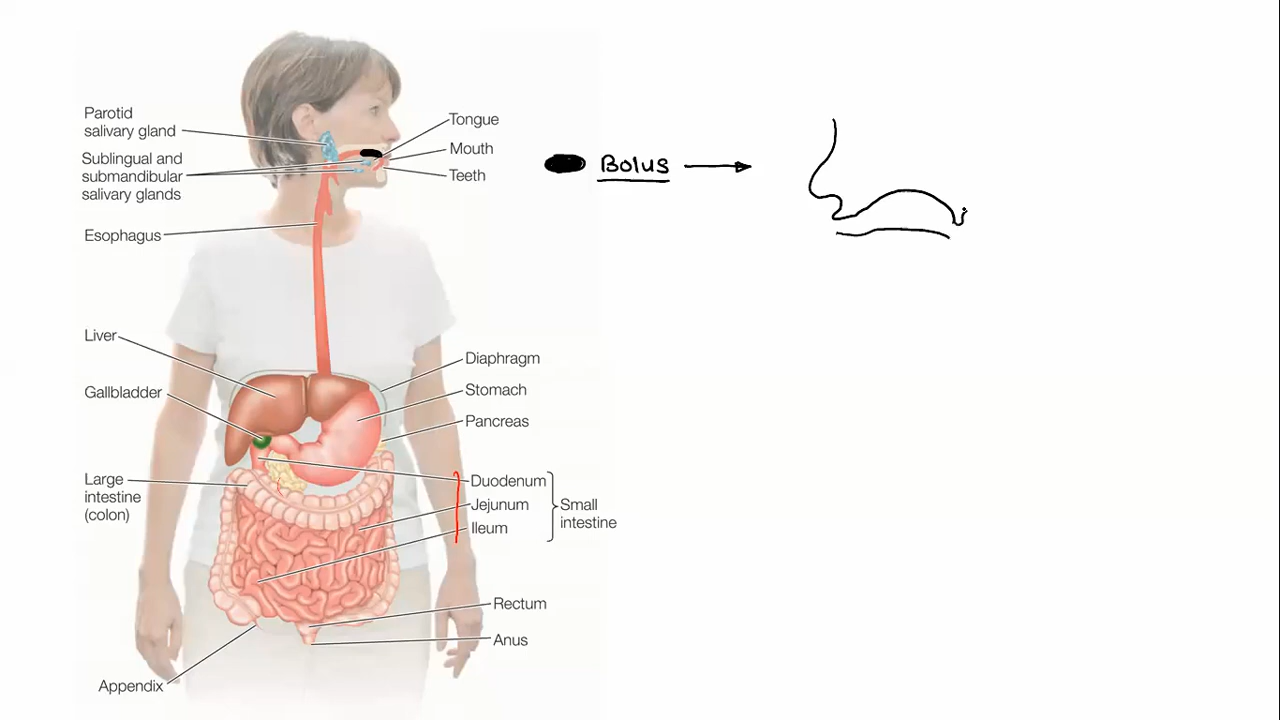 Parotid
salivary gland
Sublingual and
submandibular
salivary glands
Esophagus
Liver
Gallbladder
Large
intestine
(colon)
Appendix
Tongue
Mouth
Teeth
Diaphragm
Stomach
Pancreas
Duodenum
Jejunum
Ileum
Small
intestine
Rectum
Anus
Bolus